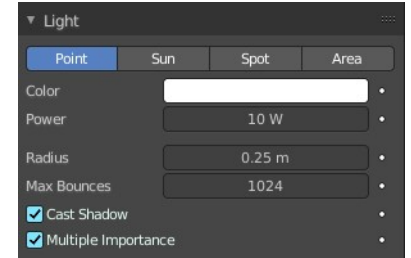 Light
Point Sun Spot Area
Color
Power 10 W
Radius 0.25 m
Max Bounces 1024
Cast Shadow
Multiple Importance